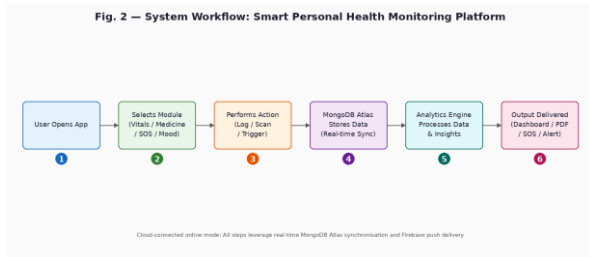 Fig. 2 — System Workflow: Smart Personal Health Monitoring Platform
User Opens App
Selects Module
(Vitals / Medicine
/ SOS / Mood)
Performs Action
(Log / Scan
/ Trigger)
MongoDB Atlas
Stores Data
(Real-time Sync)
Analytics Engine
Processes Data
& Insights
Output Delivered
(Dashboard / PDF
/ SOS / Alert)
1
2
3
4
5
6
Cloud-connected online mode: All steps leverage real-time MongoDB Atlas synchronisation and Firebase push delivery